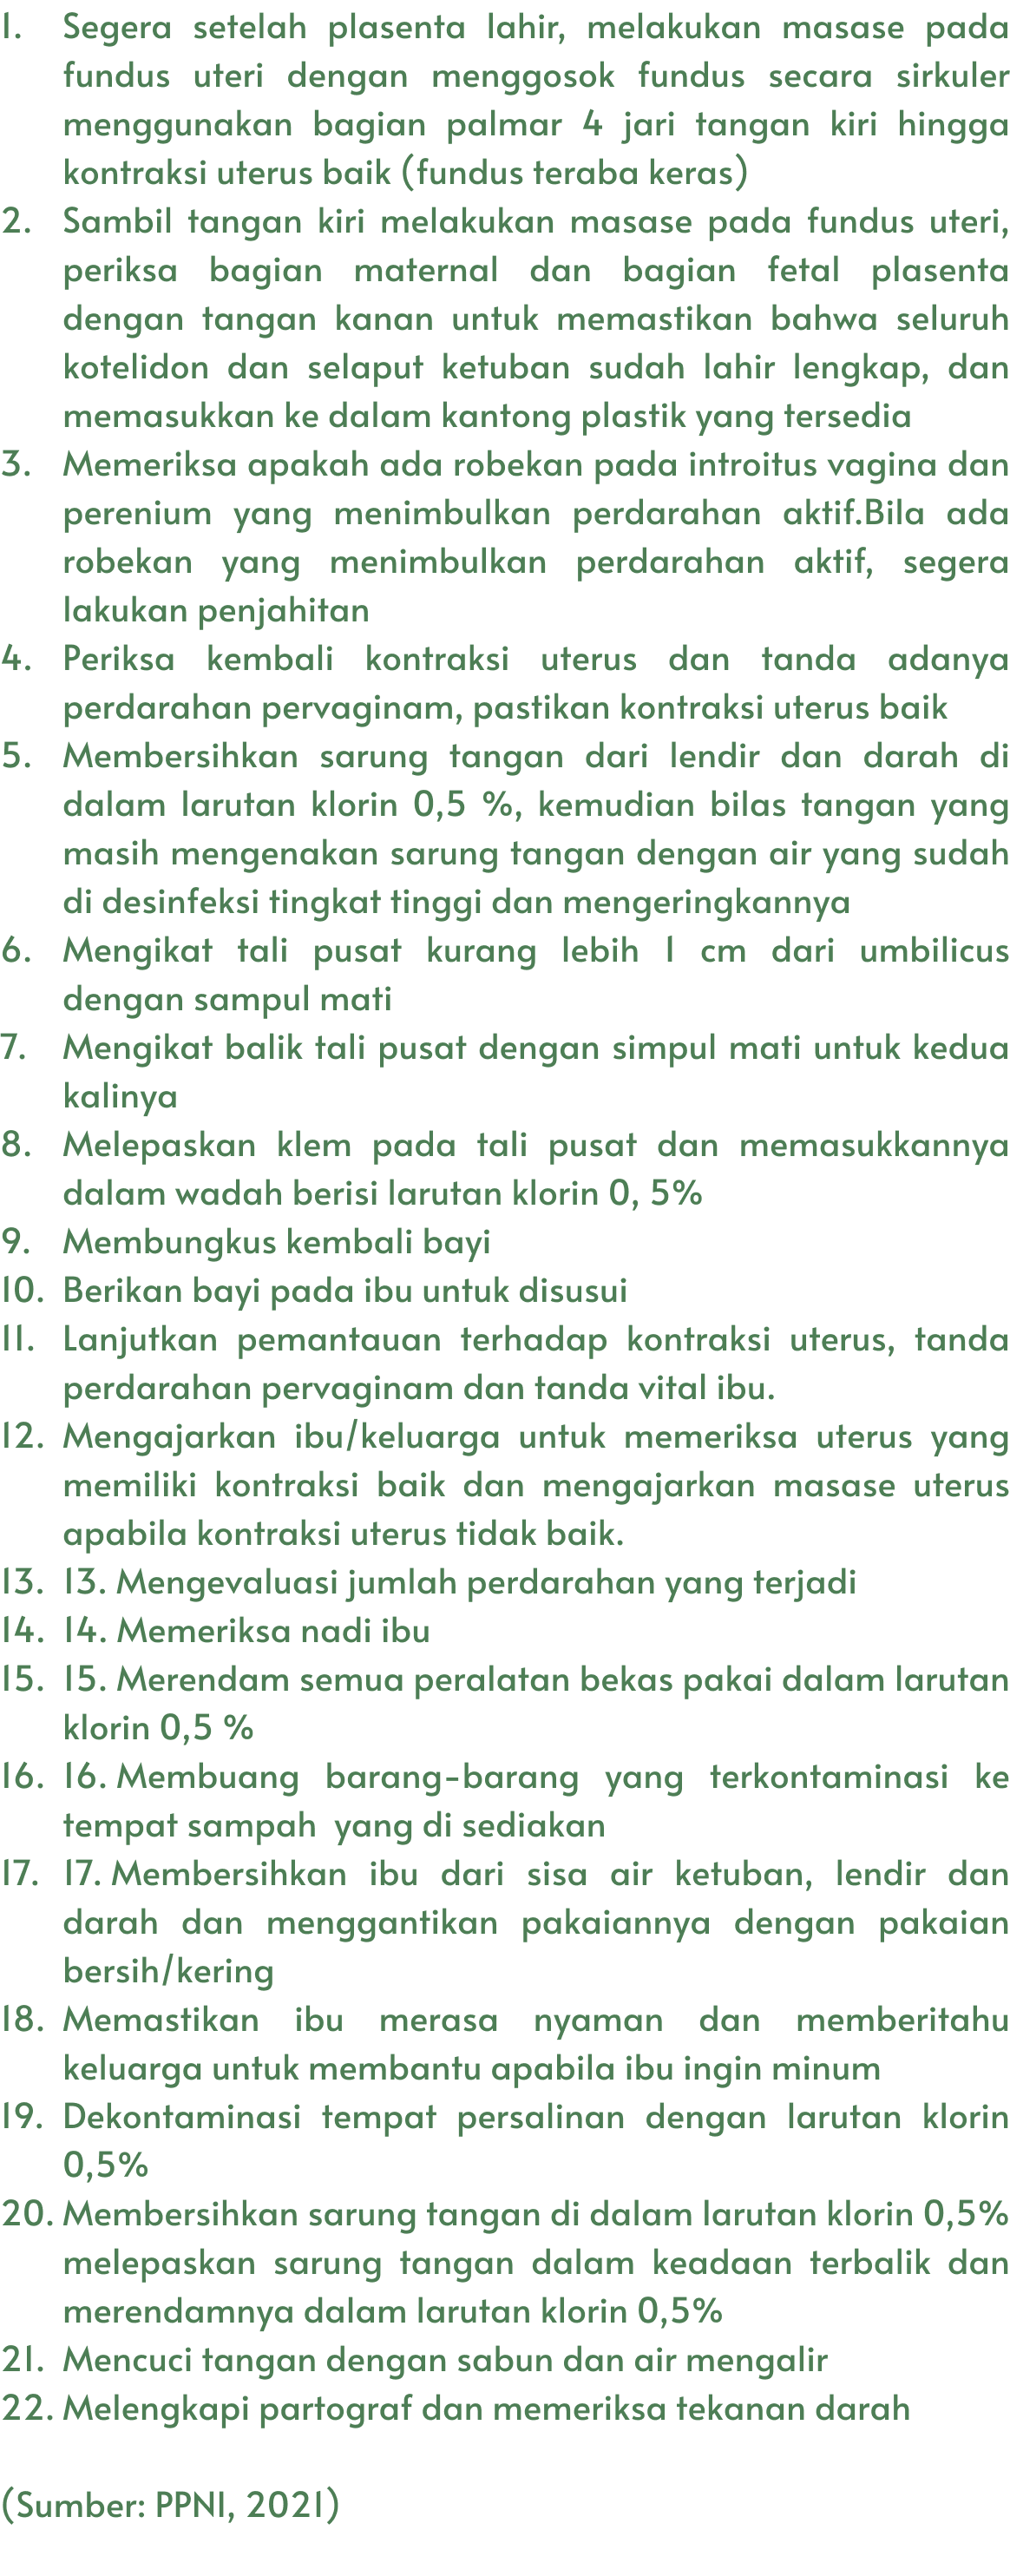 1. Segera setelah plasenta lahir, melakukan masase pada
fundus uteri dengan menggosok fundus secara sirkuler
menggunakan bagian palmar 4 jari tangan kiri hingga
kontraksi uterus baik (fundus teraba keras)
2. Sambil tangan kiri melakukan masase pada fundus uteri,
periksa bagian maternal dan bagian fetal plasenta
dengan tangan kanan untuk memastikan bahwa seluruh
kotelidon dan selaput ketuban sudah lahir lengkap, dan
memasukkan ke dalam kantong plastik yang tersedia
3. Memeriksa apakah ada robekan pada introitus vagina dan
perenium yang menimbulkan perdarahan aktif.Bila ada
robekan yang menimbulkan perdarahan aktif, segera
lakukan penjahitan
4. Periksa kembali kontraksi uterus dan tanda adanya
perdarahan pervaginam, pastikan kontraksi uterus baik
5. Membersihkan sarung tangan dari lendir dan darah di
dalam larutan klorin 0,5 %, kemudian bilas tangan yang
masih mengenakan sarung tangan dengan air yang sudah
di desinfeksi tingkat tinggi dan mengeringkannya
6. Mengikat tali pusat kurang lebih 1 cm dari umbilicus
dengan sampul mati
7. Mengikat balik tali pusat dengan simpul mati untuk kedua
kalinya
8. Melepaskan klem pada tali pusat dan memasukkannya
dalam wadah berisi larutan klorin 0, 5%
9. Membungkus kembali bayi
10. Berikan bayi pada ibu untuk disusui
11. Lanjutkan pemantauan terhadap kontraksi uterus, tanda
perdarahan pervaginam dan tanda vital ibu.
12. Mengajarkan ibu/keluarga untuk memeriksa uterus yang
memiliki kontraksi baik dan mengajarkan masase uterus
apabila kontraksi uterus tidak baik.
13. 13. Mengevaluasi jumlah perdarahan yang terjadi
14. 14. Memeriksa nadi ibu
15. 15. Merendam semua peralatan bekas pakai dalam larutan
klorin 0,5 %
16. 16. Membuang barang-barang yang terkontaminasi ke
tempat sampah yang di sediakan
17. 17. Membersihkan ibu dari sisa air ketuban, lendir dan
darah dan menggantikan pakaiannya dengan pakaian
bersih/kering
18. Memastikan ibu merasa nyaman dan memberitahu
keluarga untuk membantu apabila ibu ingin minum
19. Dekontaminasi tempat persalinan dengan larutan klorin
0,5%
20. Membersihkan sarung tangan di dalam larutan klorin 0,5%
melepaskan sarung tangan dalam keadaan terbalik dan
merendamnya dalam larutan klorin 0,5%
21. Mencuci tangan dengan sabun dan air mengalir
22. Melengkapi partograf dan memeriksa tekanan darah
(Sumber: PPNI, 2021)